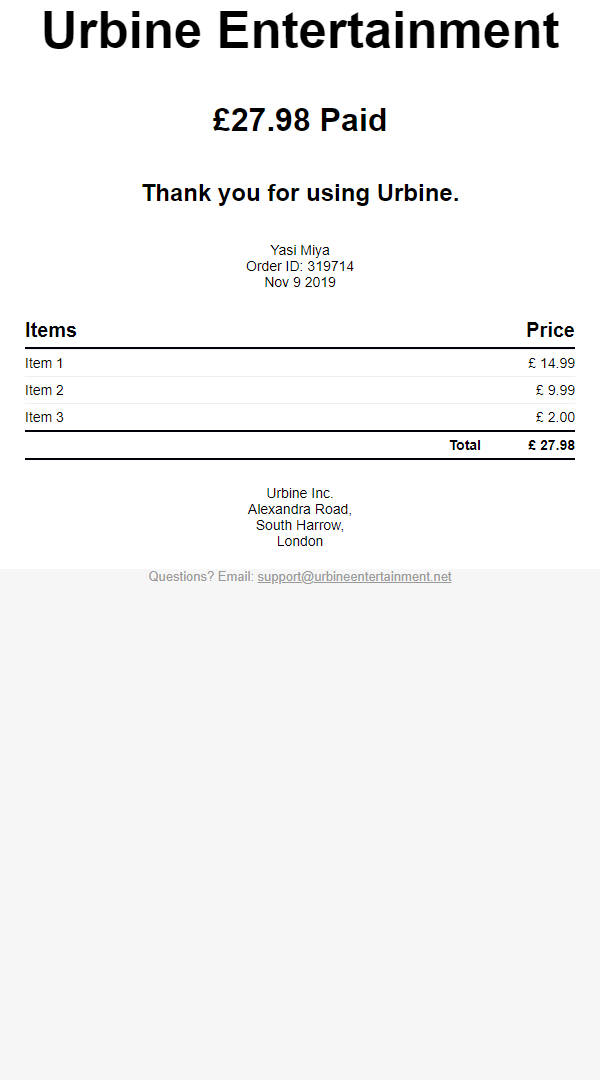 Urbine Entertainment
£27.98 Paid
Thank you for using Urbine.
Yasi Miya
Order ID: 319714
Nov 9 2019
Items Price
Item 1 £ 14.99
Item 2 £ 9.99
Item 3 £ 2.00
Total £ 27.98
Urbine Inc.
Alexandra Road,
South Harrow,
London
Questions? Email: support@urbineentertainment.net